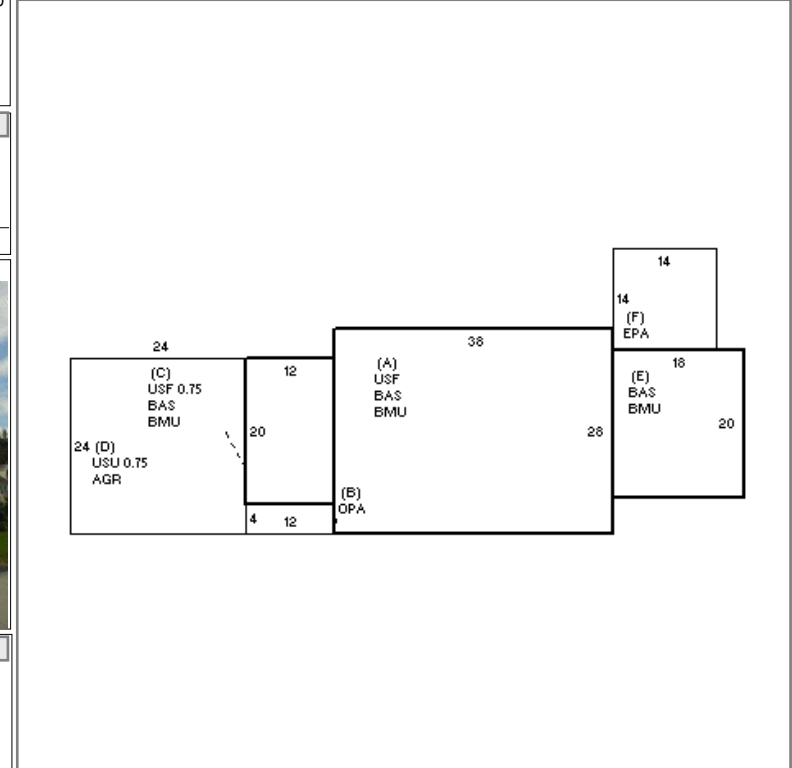 14
14
(F)
EPA
24
(C)
USF 0.75
BAS
BMU
24 (D)
USU 0.75
AGR
12
20
4 12
38
(A)
USF
BAS
BMU
28
(B)
OPA
18
(E)
BAS
BMU
20